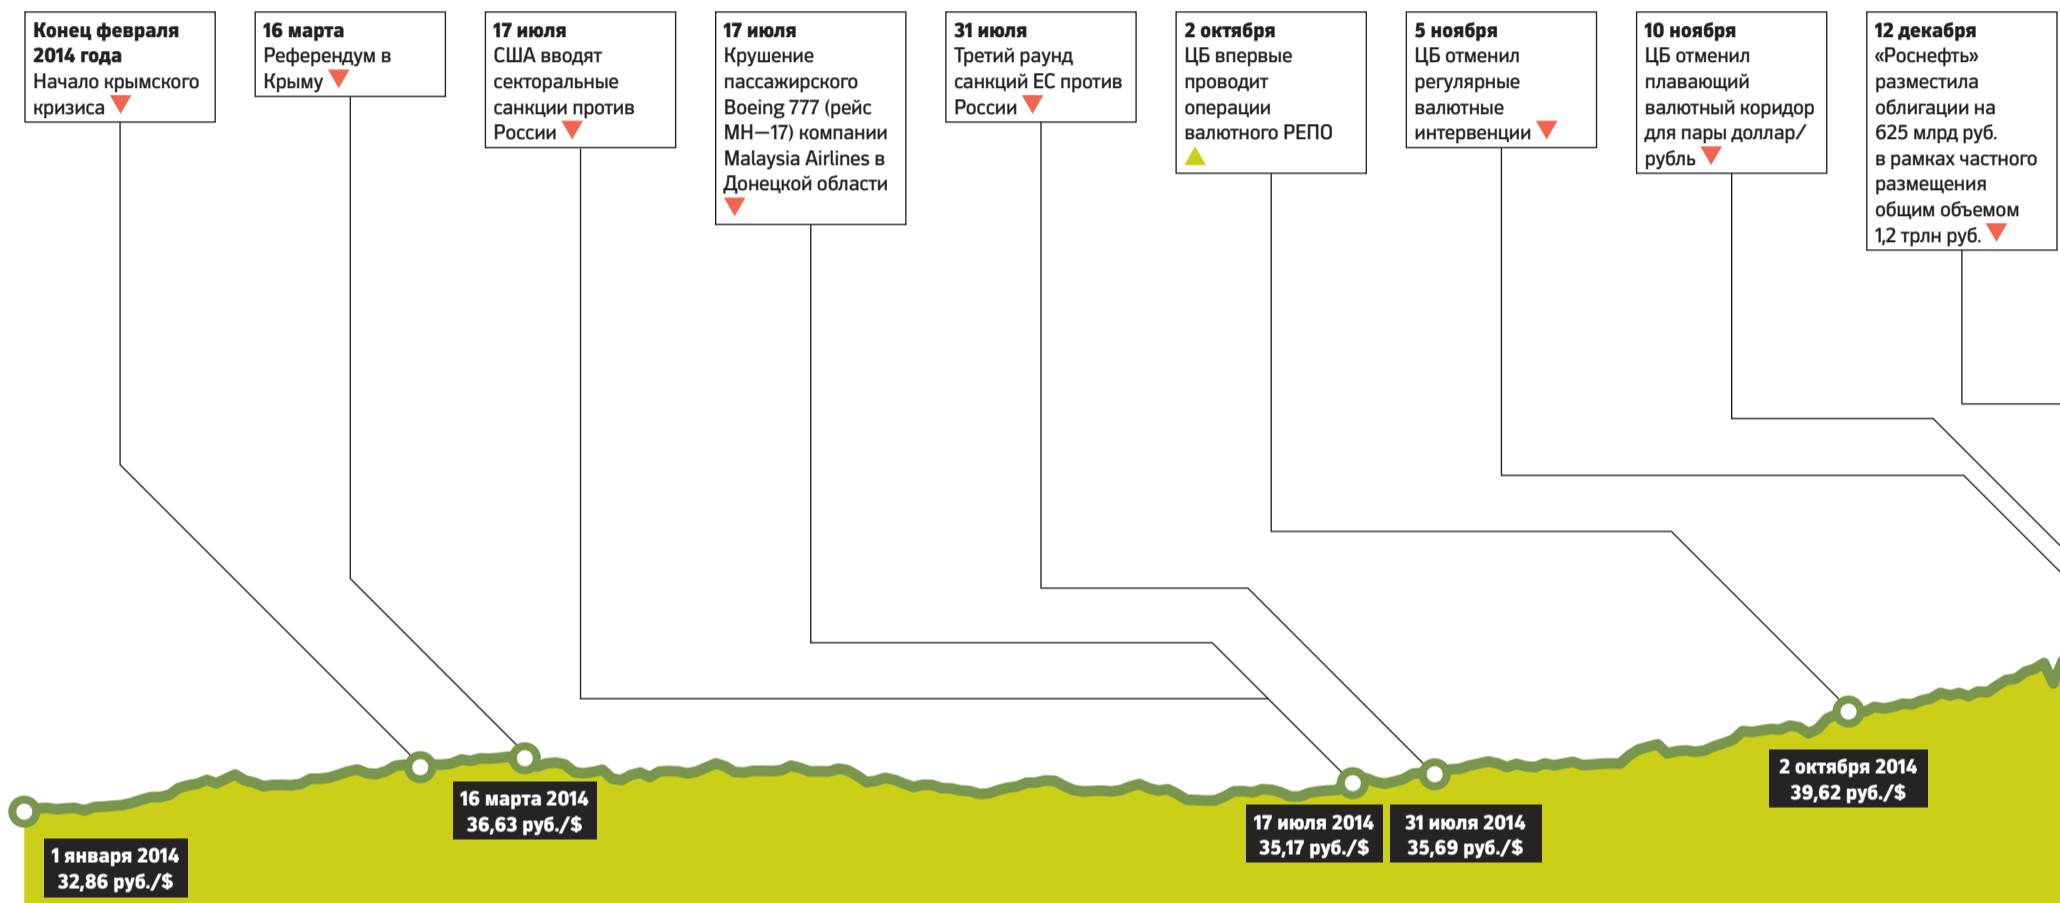 Конец февраля
2014 года
Начало крымского
кризиса
16 марта
Референдум в
Крыму
17 июля
США вводят
секторальные
санкции против
России
17 июля
Крушение
пассажирского
Boeing 777 (рейс
MH—17) компании
Malaysia Airlines в
Донецкой области
31 июля
Третий раунд
санкций ЕС против
России
2 октября
ЦБ впервые
проводит
операции
валютного РЕПО
5 ноября
ЦБ отменил
регулярные
валютные
интервенции
10 ноября
ЦБ отменил
плавающий
валютный коридор
для пары доллар/
рубль
12 декабря
«Роснефть»
разместила
облигации на
625 млрд руб.
в рамках частного
размещения
общим объемом
1,2 трлн руб.
1 января 2014
32,86 руб./$
16 марта 2014
36,63 руб./$
17 июля 2014
35,17 руб./$
31 июля 2014
35,69 руб./$
2 октября 2014
39,62 руб./$